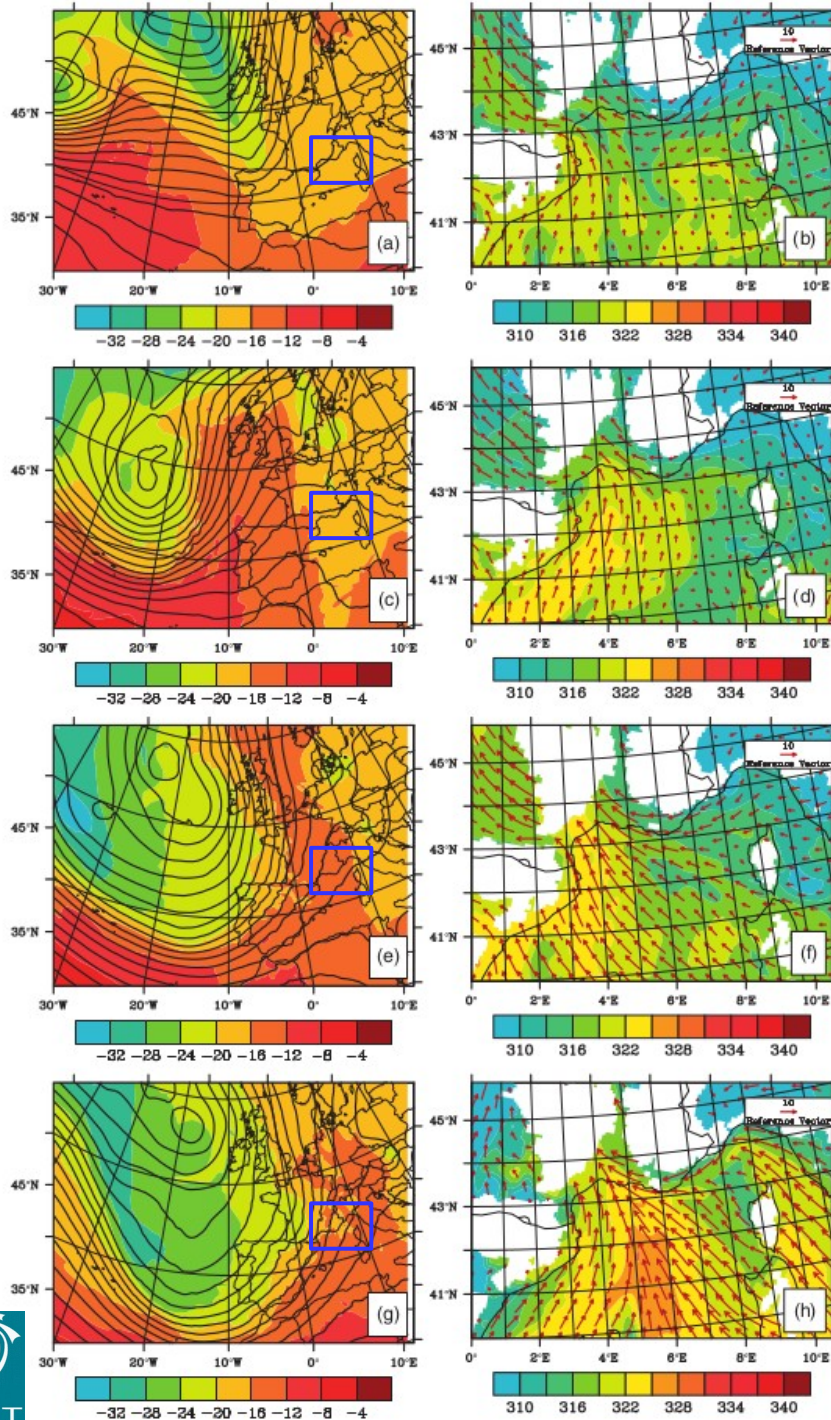 45°N
35°N
30°W 20°W 10°W 0° 10°E
(a)
-32 -28 -24 -20 -16 -12 -8 -4
10
Reference Vector
45°N
43°N
41°N
0° 2°E 4°E 6°E 8°E 10°E
(b)
310 316 322 328 334 340
45°N
35°N
30°W 20°W 10°W 0° 10°E
(c)
-32 -28 -24 -20 -16 -12 -8 -4
10
Reference Vector
45°N
43°N
41°N
0° 2°E 4°E 6°E 8°E 10°E
(d)
310 316 322 328 334 340
45°N
35°N
30°W 20°W 10°W 0° 10°E
(e)
-32 -28 -24 -20 -16 -12 -8 -4
10
Reference Vector
45°N
43°N
41°N
0° 2°E 4°E 6°E 8°E 10°E
(f)
310 316 322 328 334 340
45°N
35°N
30°W 20°W 10°W 0° 10°E
(g)
-32 -28 -24 -20 -16 -12 -8 -4
10
Reference Vector
45°N
43°N
41°N
0° 2°E 4°E 6°E 8°E 10°E
(h)
310 316 322 328 334 340
T